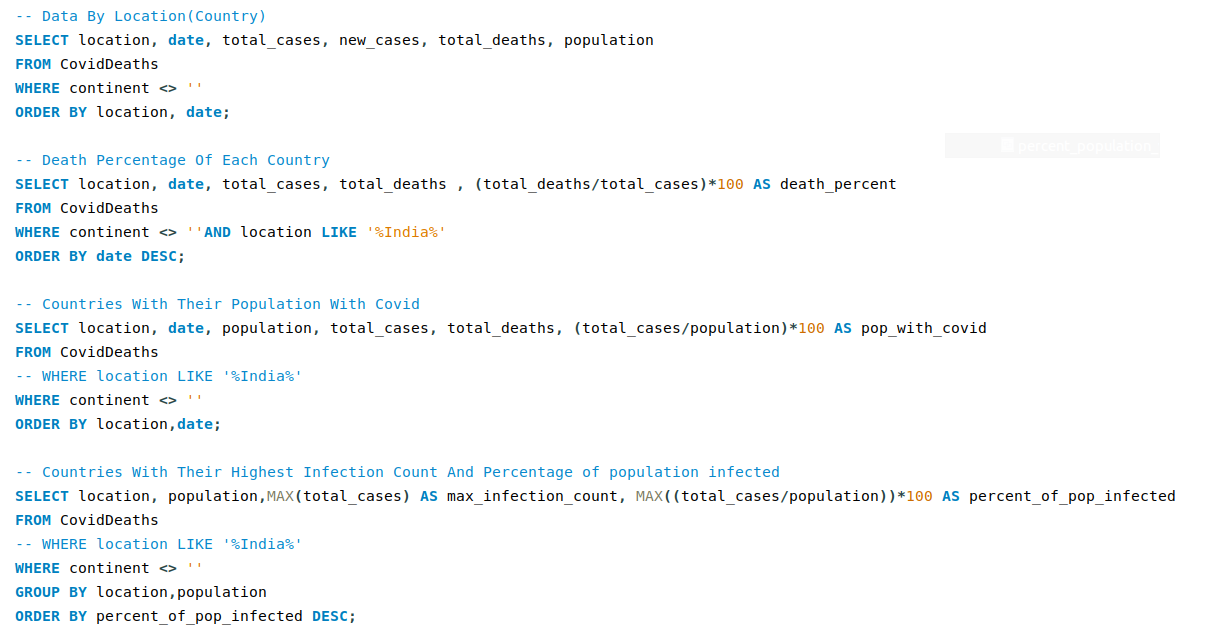 -- Data By Location(Country)
SELECT location, date, total_cases, new_cases, total_deaths, population
FROM CovidDeaths
WHERE continent <> ''
ORDER BY location, date;
percent_population
-- Death Percentage Of Each Country
SELECT location, date, total_cases, total_deaths , (total_deaths/total_cases)*100 AS death_percent
FROM CovidDeaths
WHERE continent <> ''AND location LIKE '%India%'
ORDER BY date DESC;
-- Countries With Their Population With Covid
SELECT location, date, population, total_cases, total_deaths, (total_cases/population)*100 AS pop_with_covid
FROM CovidDeaths
-- WHERE location LIKE '%India%'
WHERE continent <> ''
ORDER BY location,date;
-- Countries With Their Highest Infection Count And Percentage of population infected
SELECT location, population,MAX(total_cases) AS max_infection_count, MAX((total_cases/population))*100 AS percent_of_pop_infected
FROM CovidDeaths
-- WHERE location LIKE '%India%'
WHERE continent <> ''
GROUP BY location,population
ORDER BY percent_of_pop_infected DESC;